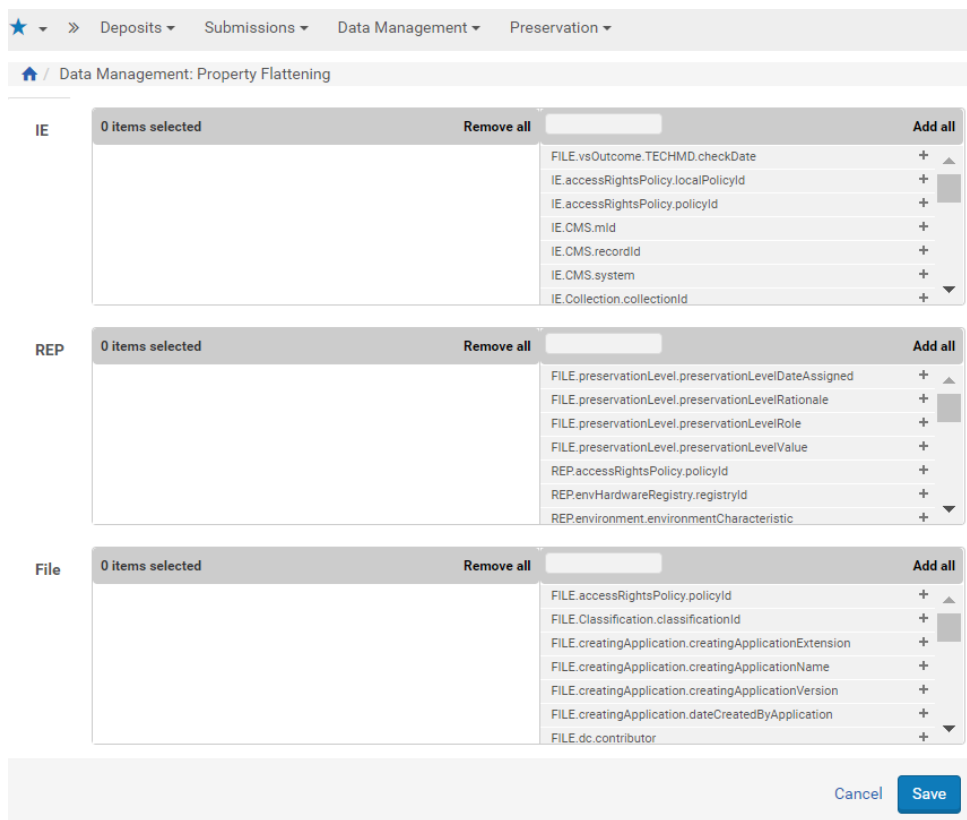 Deposits Submissions Data Management Preservation
/ Data Management: Property Flattening
IE
0 items selected Remove all Add all
FILE.vsOutcome.TECHMD.checkDate +
IE.accessRightsPolicy.localPolicyId +
IE.accessRightsPolicy.policyId +
IE.CMS.mId +
IE.CMS.recordId +
IE.CMS.system +
IE.Collection.collectionId +
REP
0 items selected Remove all Add all
FILE.preservationLevel.preservationLevelDateAssigned +
FILE.preservationLevel.preservationLevelRationale +
FILE.preservationLevel.preservationLevelRole +
FILE.preservationLevel.preservationLevelValue +
REP.accessRightsPolicy.policyId +
REP.envHardwareRegistry.registryId +
REP.environment.environmentCharacteristic +
File
0 items selected Remove all Add all
FILE.accessRightsPolicy.policyId +
FILE.Classification.classificationId +
FILE.creatingApplication.creatingApplicationExtension +
FILE.creatingApplication.creatingApplicationName +
FILE.creatingApplication.creatingApplicationVersion +
FILE.creatingApplication.dateCreatedByApplication +
FILE.dc.contributor +
Cancel Save